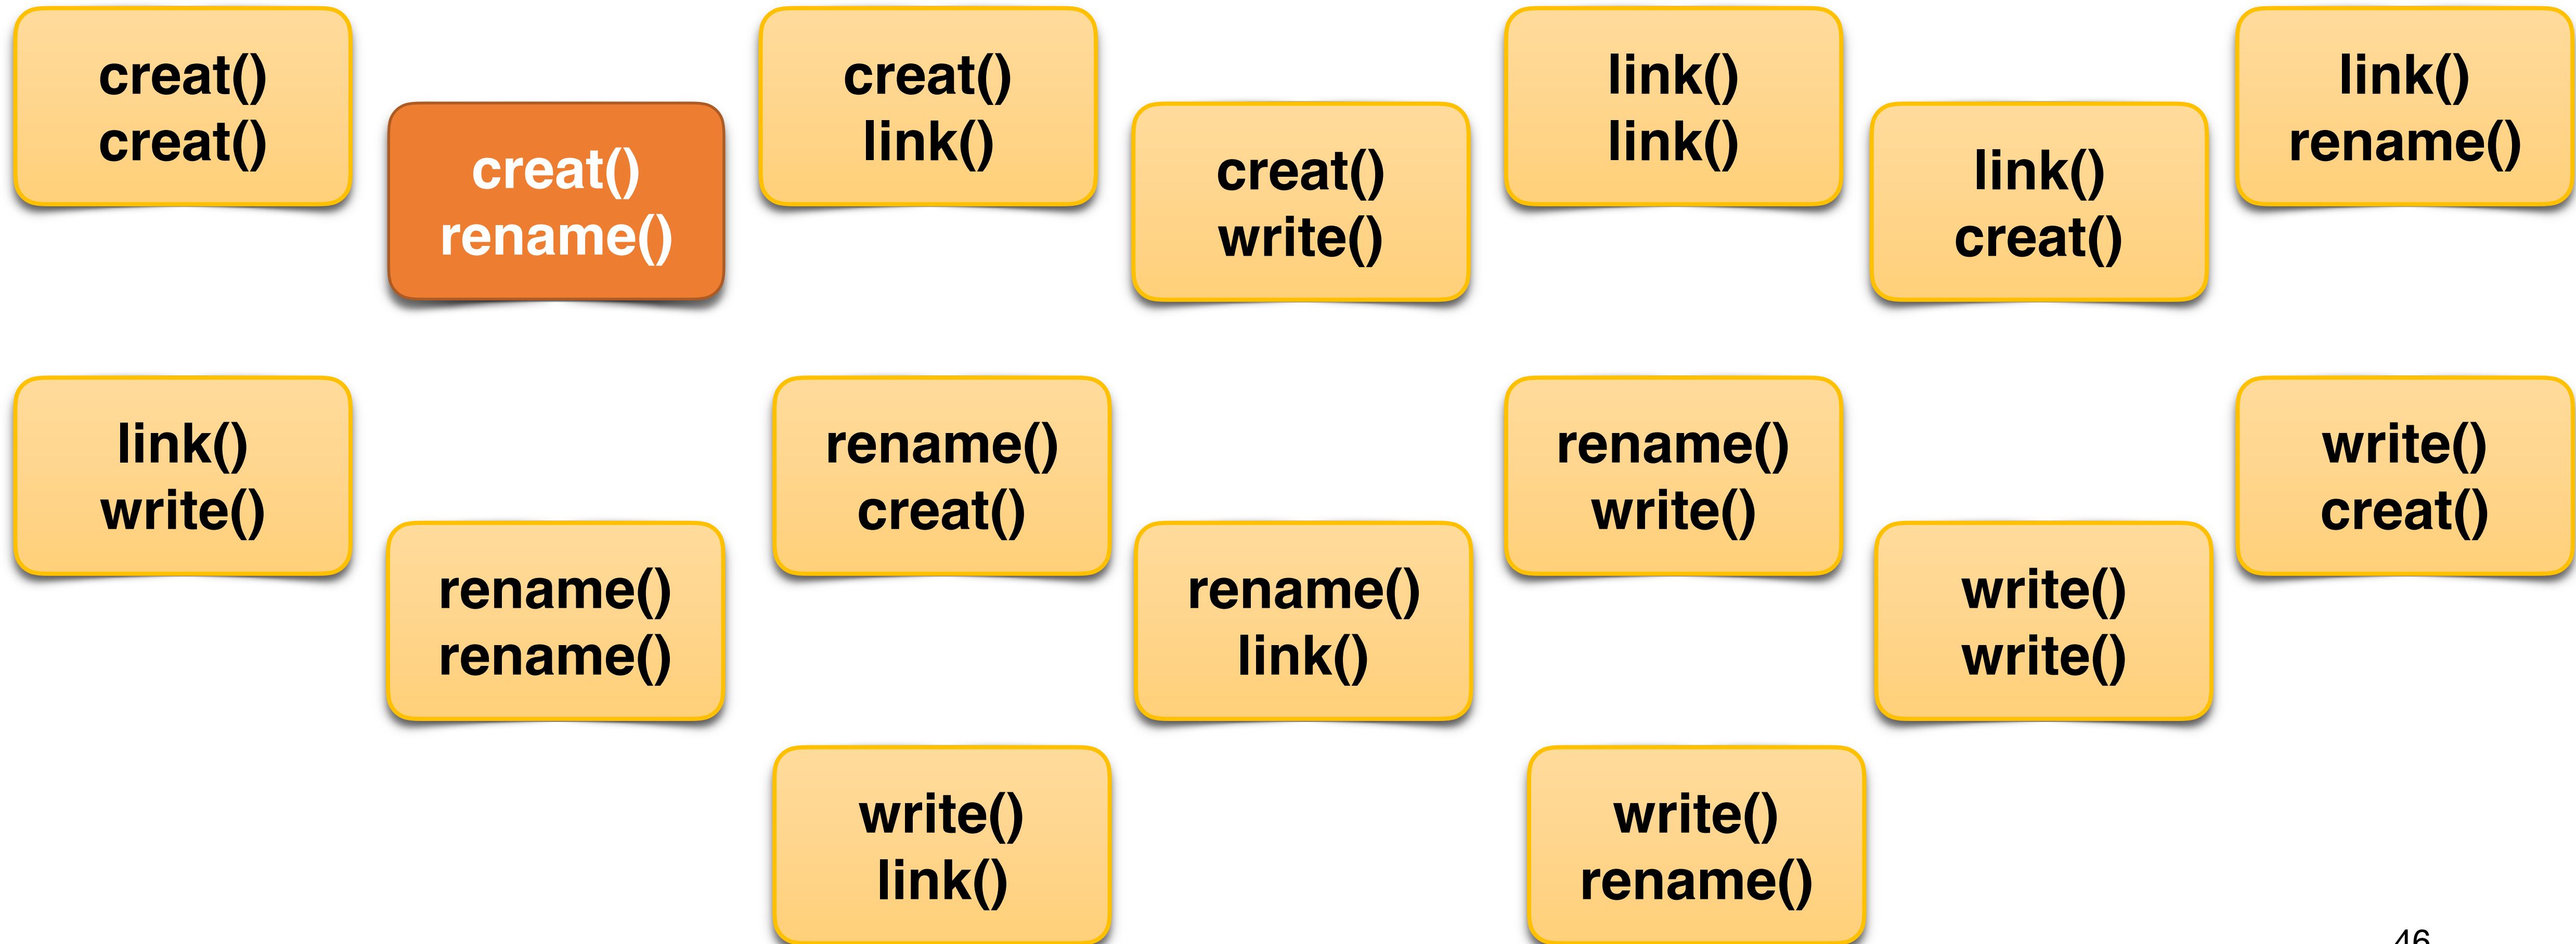 creat()
creat()
creat()
rename()
creat()
link()
creat()
write()
link()
link()
link()
creat()
link()
rename()
link()
write()
rename()
rename()
rename()
creat()
rename()
link()
rename()
write()
write()
write()
write()
creat()
write()
link()
write()
rename()
46